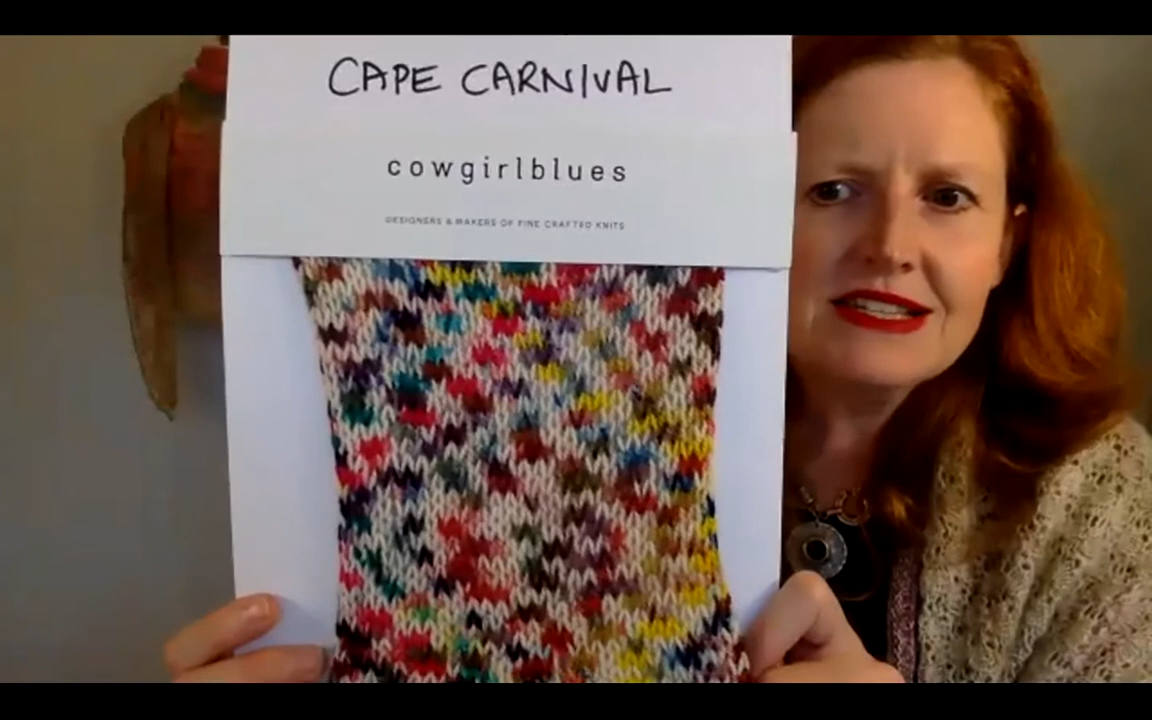 CAPE CARNIVAL
cowgirlblues
DESIGNERS & MAKERS OF FINE CRAFTED KNITS